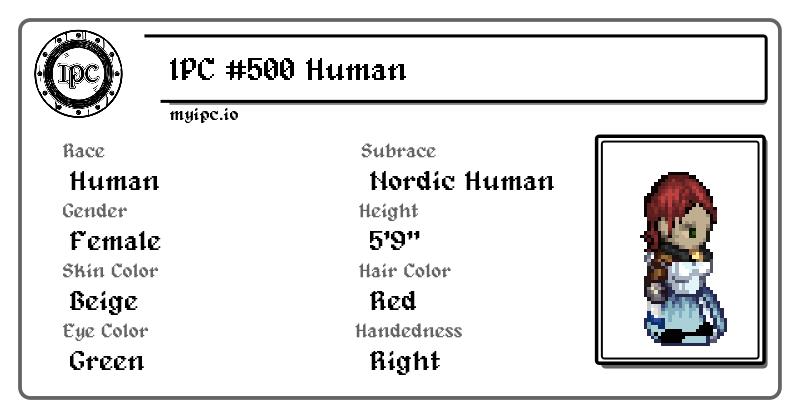 IPC
IPC #500 Human
myipc.io
Race
Human
Subrace
Nordic Human
Gender
Female
Height
5'9"
Skin Color
Beige
Hair Color
Red
Eye Color
Green
Handedness
Right